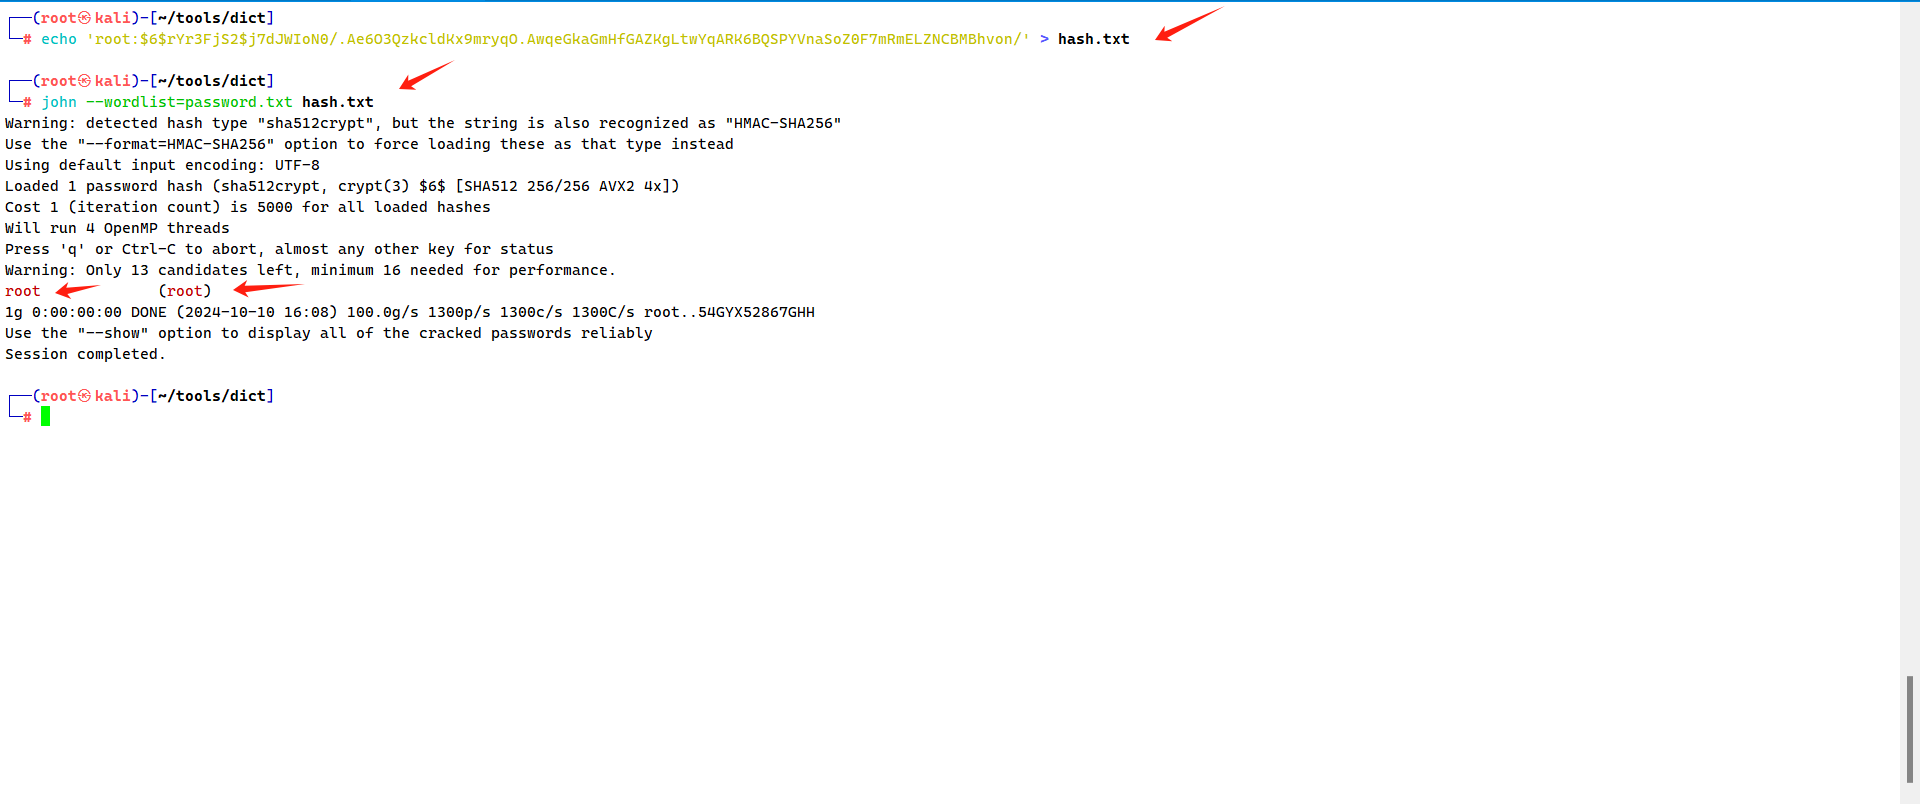 ┌──(root㉿kali)-[~/tools/dict]
└─# echo 'root:$6$rYr3FjS2$j7dJWIoN0/.Ae6O3QzkcldKx9mryqO.AwqeGkaGmHfGAZKgLtwYqARK6BQSPYVnaSoZ0F7mRmELZNCBMBhvon/' > hash.txt
┌──(root㉿kali)-[~/tools/dict]
└─# john --wordlist=password.txt hash.txt
Warning: detected hash type "sha512crypt", but the string is also recognized as "HMAC-SHA256"
Use the "--format=HMAC-SHA256" option to force loading these as that type instead
Using default input encoding: UTF-8
Loaded 1 password hash (sha512crypt, crypt(3) $6$ [SHA512 256/256 AVX2 4x])
Cost 1 (iteration count) is 5000 for all loaded hashes
Will run 4 OpenMP threads
Press 'q' or Ctrl-C to abort, almost any other key for status
Warning: Only 13 candidates left, minimum 16 needed for performance.
root             (root)
1g 0:00:00:00 DONE (2024-10-10 16:08) 100.0g/s 1300p/s 1300c/s 1300C/s root..54GYX52867GHH
Use the "--show" option to display all of the cracked passwords reliably
Session completed.
┌──(root㉿kali)-[~/tools/dict]
└─#